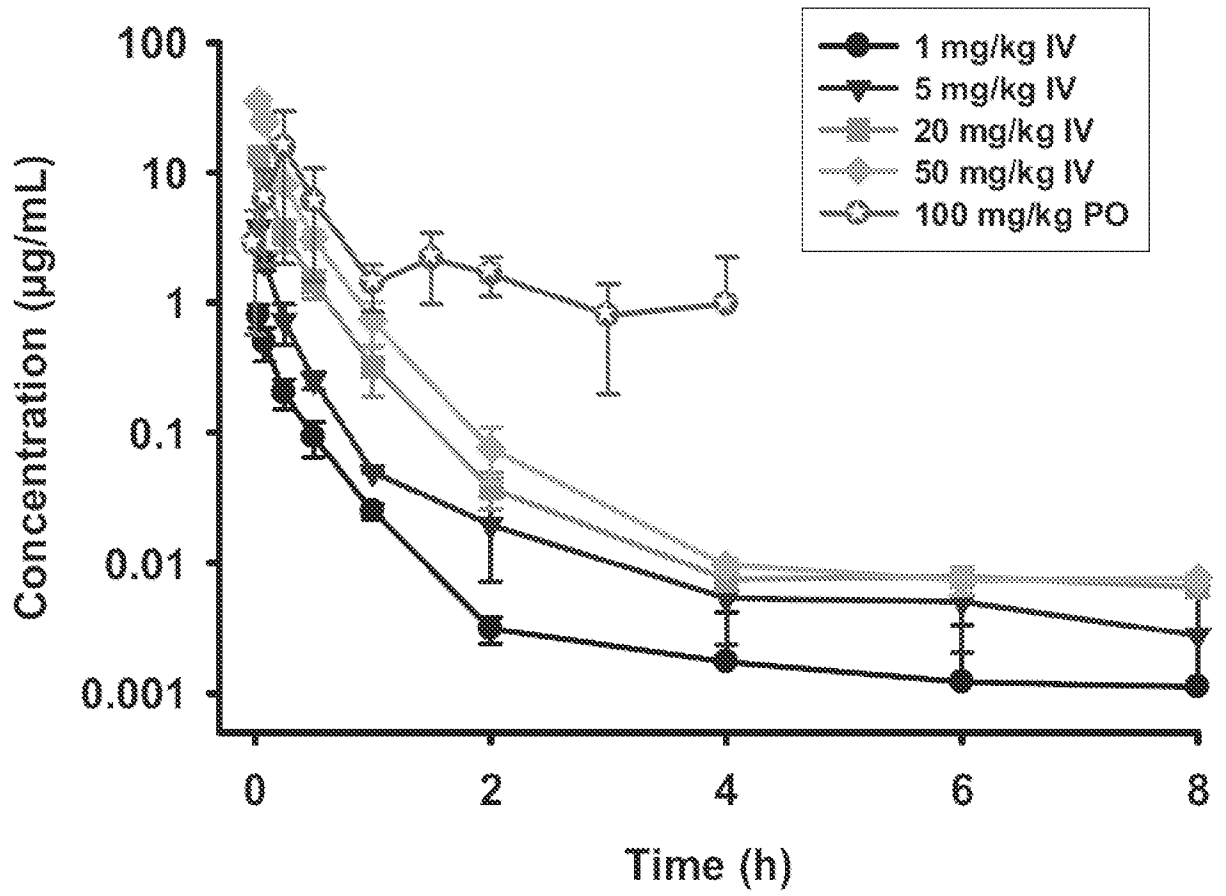 100
10
1
0.1
0.01
0.001
Concentration (µg/mL)
1 mg/kg IV
5 mg/kg IV
20 mg/kg IV
50 mg/kg IV
100 mg/kg PO
0 2 4 6 8
Time (h)